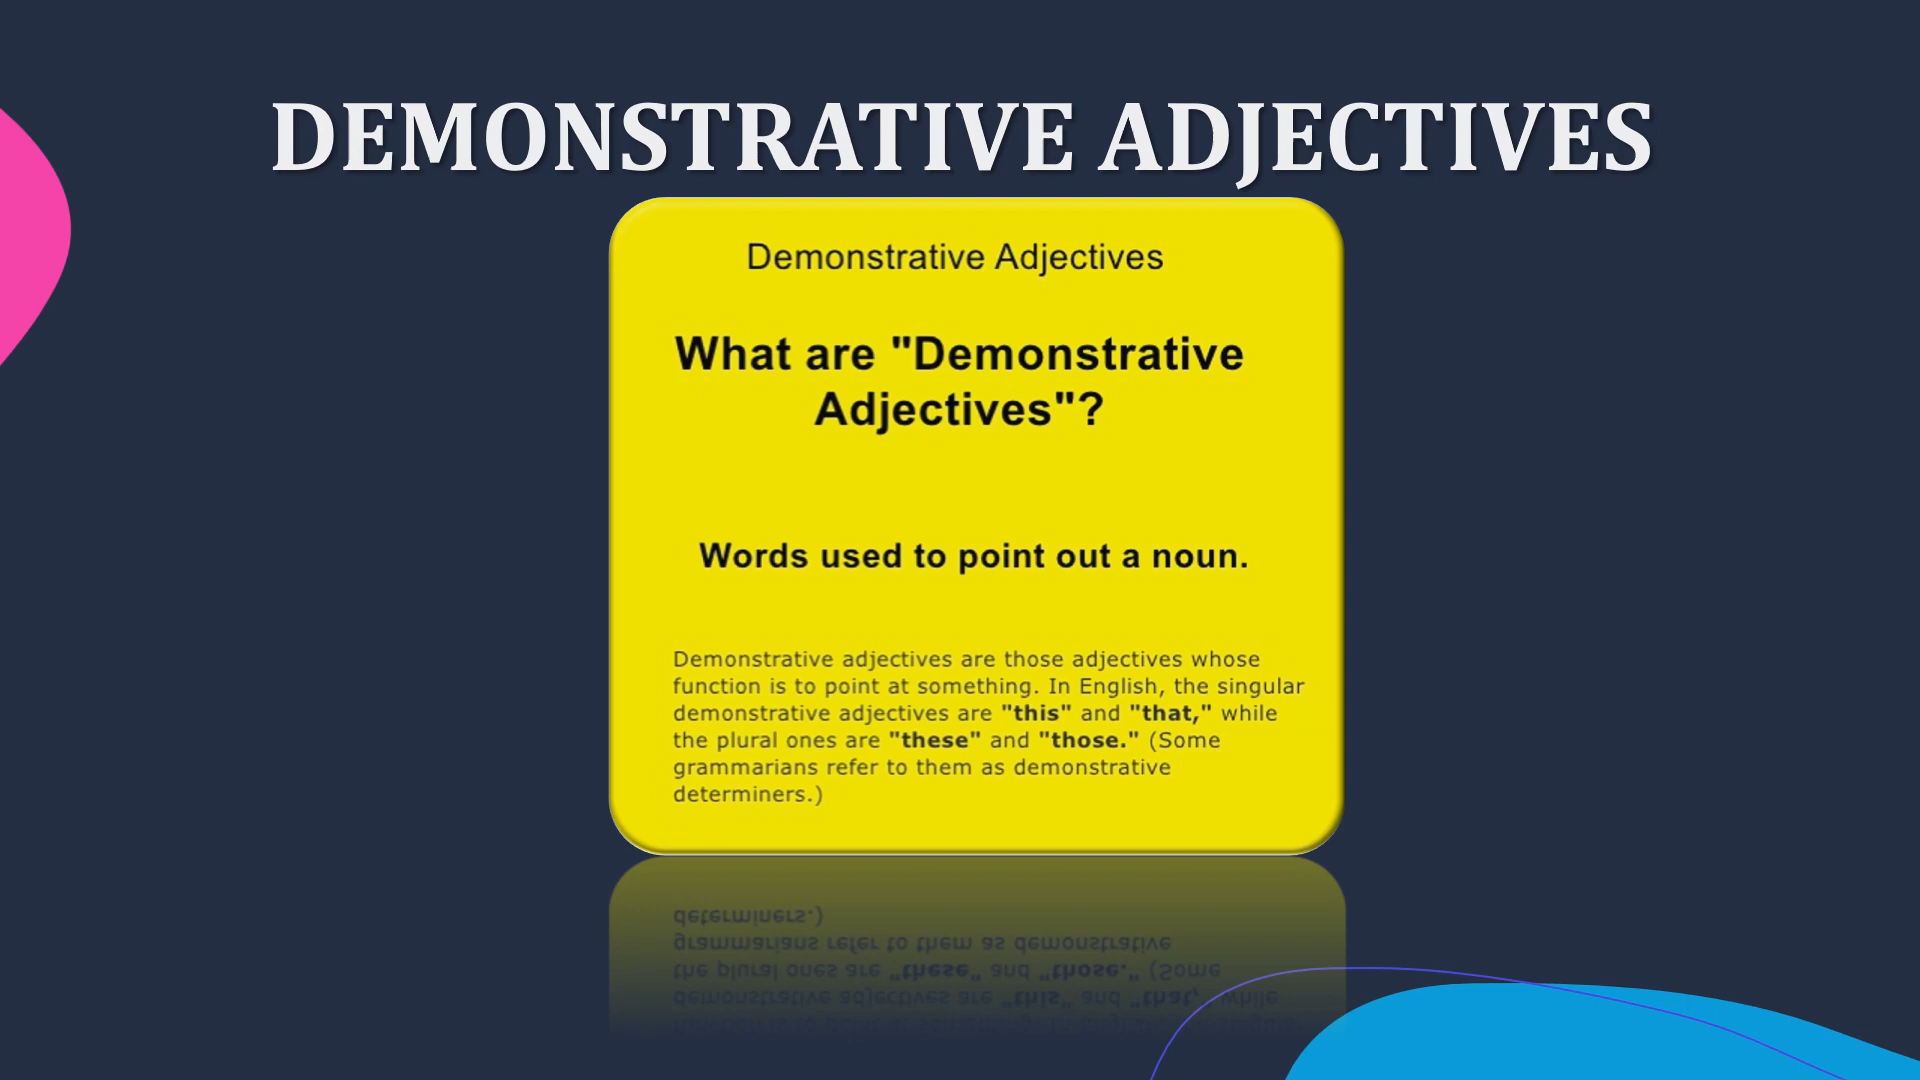 DEMONSTRATIVE ADJECTIVES
Demonstrative Adjectives
What are "Demonstrative
Adjectives"?
Words used to point out a noun.
Demonstrative adjectives are those adjectives whose
function is to point at something. In English, the singular
demonstrative adjectives are "this" and "that," while
the plural ones are "these" and "those." (Some
grammarians refer to them as demonstrative
determiners.)